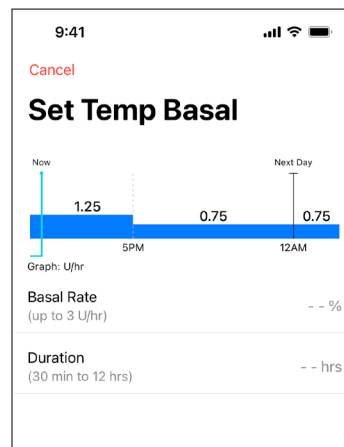 9:41
Cancel
Set Temp Basal
Now
Next Day
1.25
0.75
0.75
5PM
12AM
Graph: U/hr
Basal Rate
(up to 3 U/hr)
- - %
Duration
(30 min to 12 hrs)
- - hrs